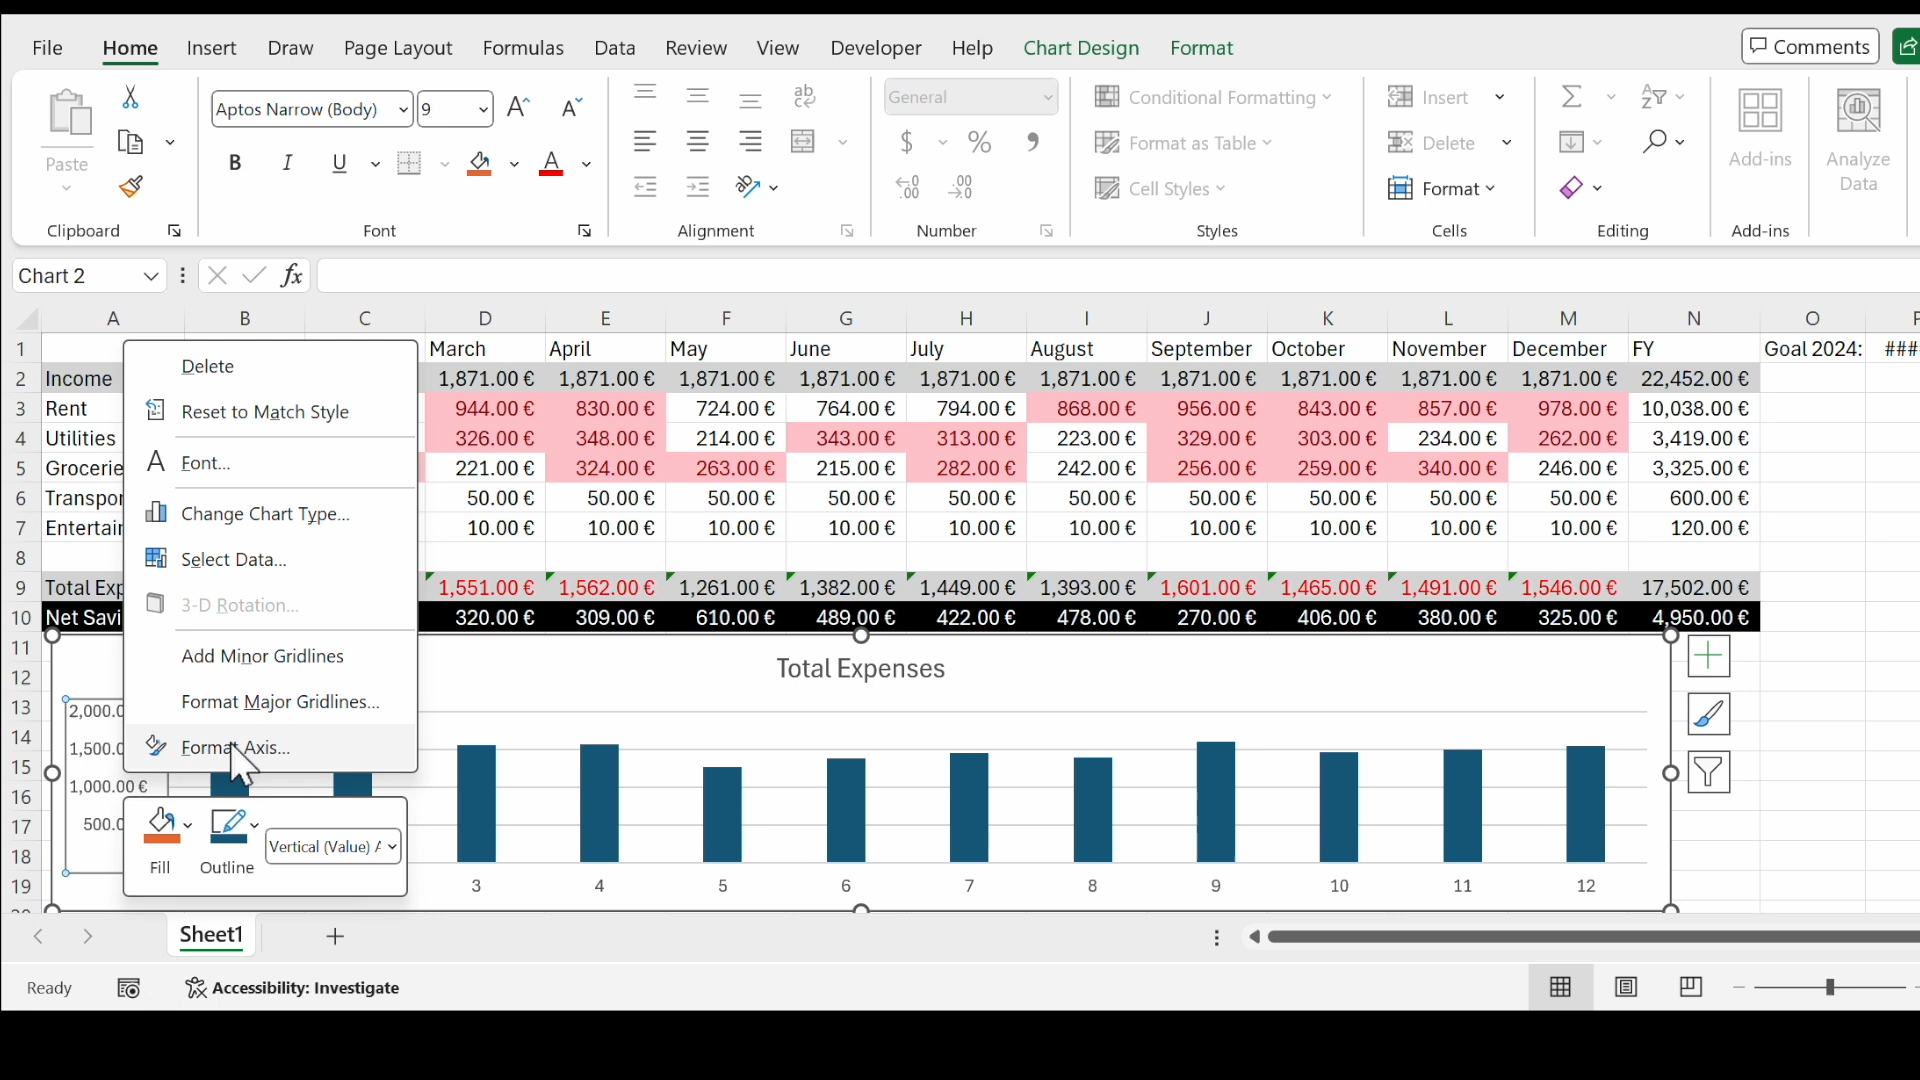 File Home Insert Draw Page Layout Formulas Data Review View Developer Help Chart Design Format Comments
Paste
Aptos Narrow (Body) 9 A A
B I U A
ab
General
$ % 9
Conditional Formatting
Format as Table
Cell Styles
Insert
Delete
Format
Add-ins
Analyze
Data
Clipboard Font Alignment Number Styles Cells Editing Add-ins
Chart 2 fx
A B C D E F G H I J K L M N O
1 March April May June July August September October November December FY Goal 2024: ###
2 Income 1,871.00 € 1,871.00 € 1,871.00 € 1,871.00 € 1,871.00 € 1,871.00 € 1,871.00 € 1,871.00 € 1,871.00 € 1,871.00 € 22,452.00 €
3 Rent 944.00 € 830.00 € 724.00 € 764.00 € 794.00 € 868.00 € 956.00 € 843.00 € 857.00 € 978.00 € 10,038.00 €
4 Utilities 326.00 € 348.00 € 214.00 € 343.00 € 313.00 € 223.00 € 329.00 € 303.00 € 234.00 € 262.00 € 3,419.00 €
5 Grocerie 221.00 € 324.00 € 263.00 € 215.00 € 282.00 € 242.00 € 256.00 € 259.00 € 340.00 € 246.00 € 3,325.00 €
6 Transpor 50.00 € 50.00 € 50.00 € 50.00 € 50.00 € 50.00 € 50.00 € 50.00 € 50.00 € 50.00 € 600.00 €
7 Entertain 10.00 € 10.00 € 10.00 € 10.00 € 10.00 € 10.00 € 10.00 € 10.00 € 10.00 € 10.00 € 120.00 €
8
9 Total Exp 1,551.00 € 1,562.00 € 1,261.00 € 1,382.00 € 1,449.00 € 1,393.00 € 1,601.00 € 1,465.00 € 1,491.00 € 1,546.00 € 17,502.00 €
10 Net Savi 320.00 € 309.00 € 610.00 € 489.00 € 422.00 € 478.00 € 270.00 € 406.00 € 380.00 € 325.00 € 4,950.00 €
11
12
13
14
15
16
17
18
19
Delete
Reset to Match Style
Font...
Change Chart Type...
Select Data...
3-D Rotation...
Add Minor Gridlines
Format Major Gridlines...
Format Axis...
Total Expenses
2,000.0
1,500.
1,000.00 €
500.0
Fill Outline Vertical (Value) A
3 4 5 6 7 8 9 10 11 12
Sheet1
Ready Accessibility: Investigate